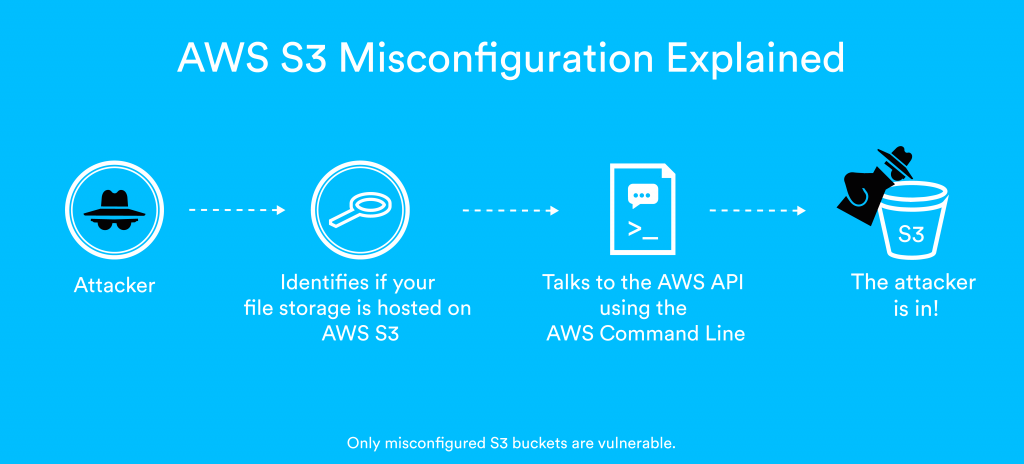 AWS S3 Misconfiguration Explained
Attacker
Identifies if your
file storage is hosted on
AWS S3
>_
Talks to the AWS API
using the
AWS Command Line
S3
The attacker
is in!
Only misconfigured S3 buckets are vulnerable.